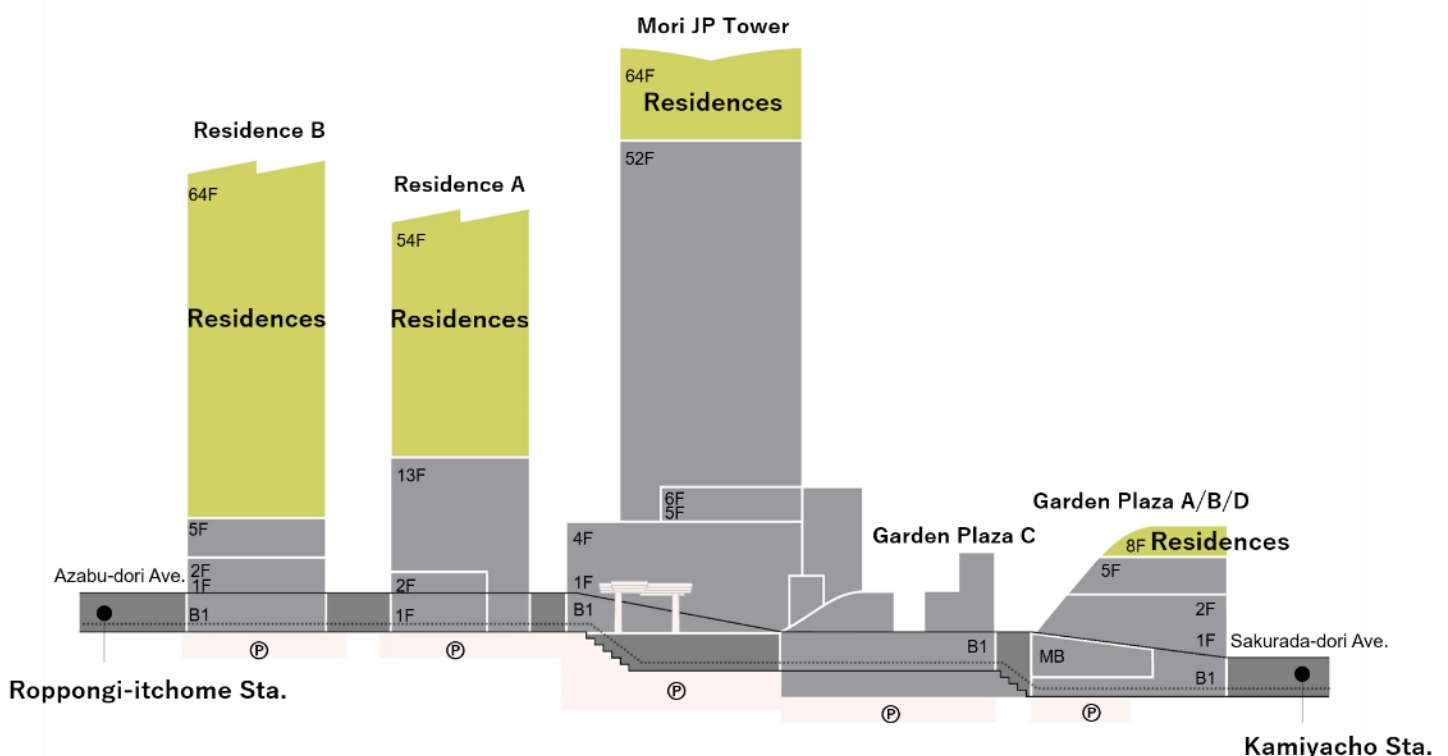 Mori JP Tower
64F
Residences
52F
Residence B
64F
Residences
5F
2F
1F
B1
Residence A
54F
Residences
13F
2F
1F
6F
5F
4F
1F
B1
Garden Plaza C
B1
Garden Plaza A/B/D
8F Residences
5F
2F
1F
MB
B1
Azabu-dori Ave.
Sakurada-dori Ave.
Ⓟ
Ⓟ
Ⓟ
Ⓟ
Ⓟ
Roppongi-itchome Sta.
Kamiyacho Sta.